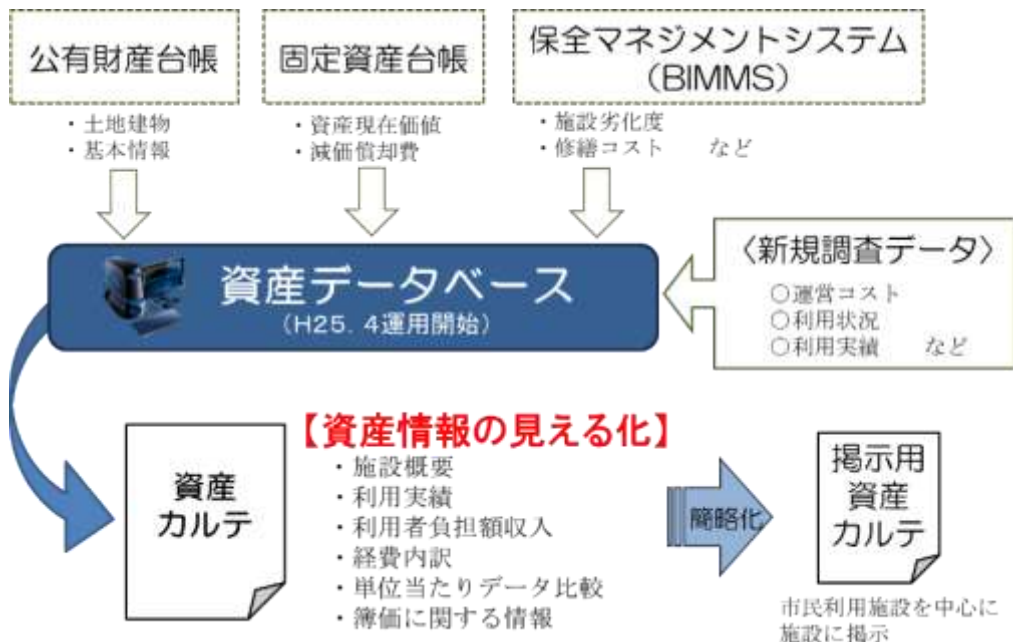 公有財産台帳
・土地建物
・基本情報
固定資産台帳
・資産現在価値
・減価償却費
保全マネジメントシステム
(BIMMS)
・施設劣化度
・修繕コスト など
資産データベース
(H25.4運用開始)
〈新規調査データ〉
○運営コスト
○利用状況
○利用実績 など
資産
カルテ
【資産情報の見える化】
・施設概要
・利用実績
・利用者負担額収入
・経費内訳
・単位当たりデータ比較
・簿価に関する情報
簡略化
掲示用
資産
カルテ
市民利用施設を中心に
施設に掲示